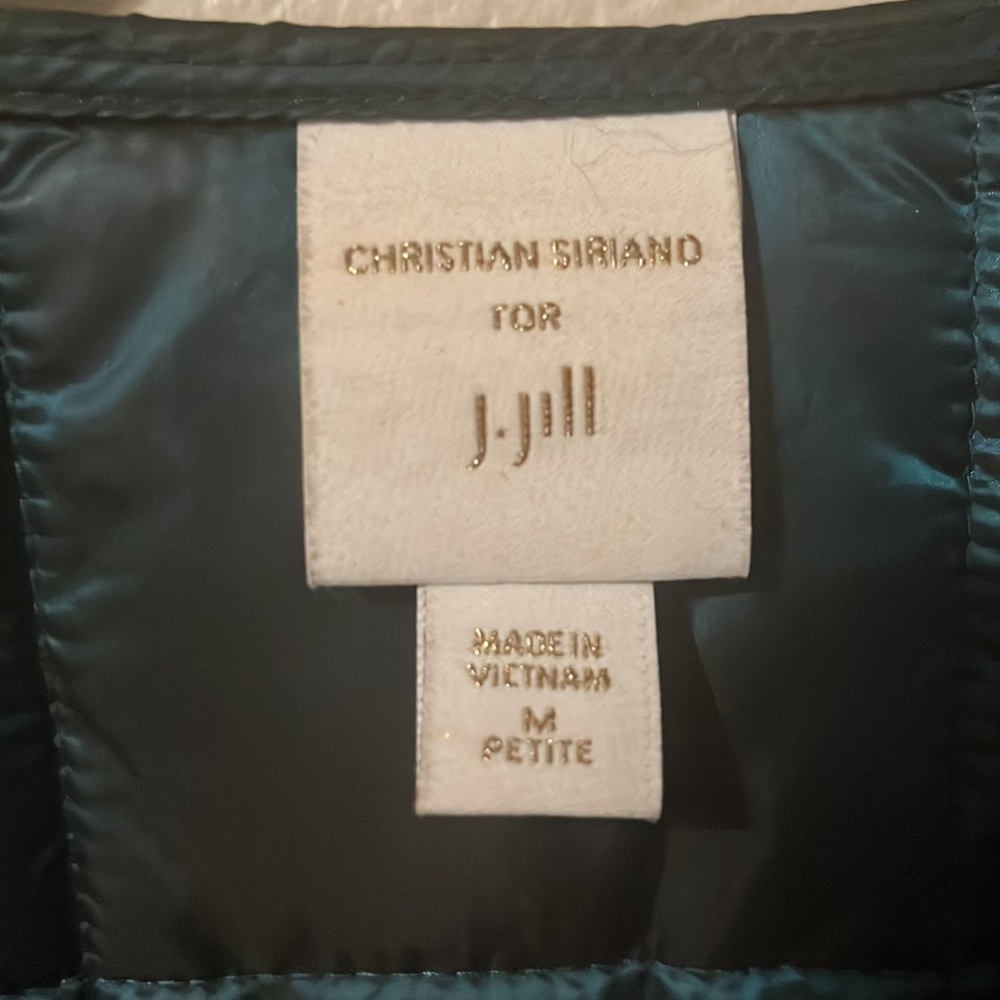 CHRISTIAN SIRIANO
FOR
J.Jill
MADE IN
VIETNAM
M
PETITE